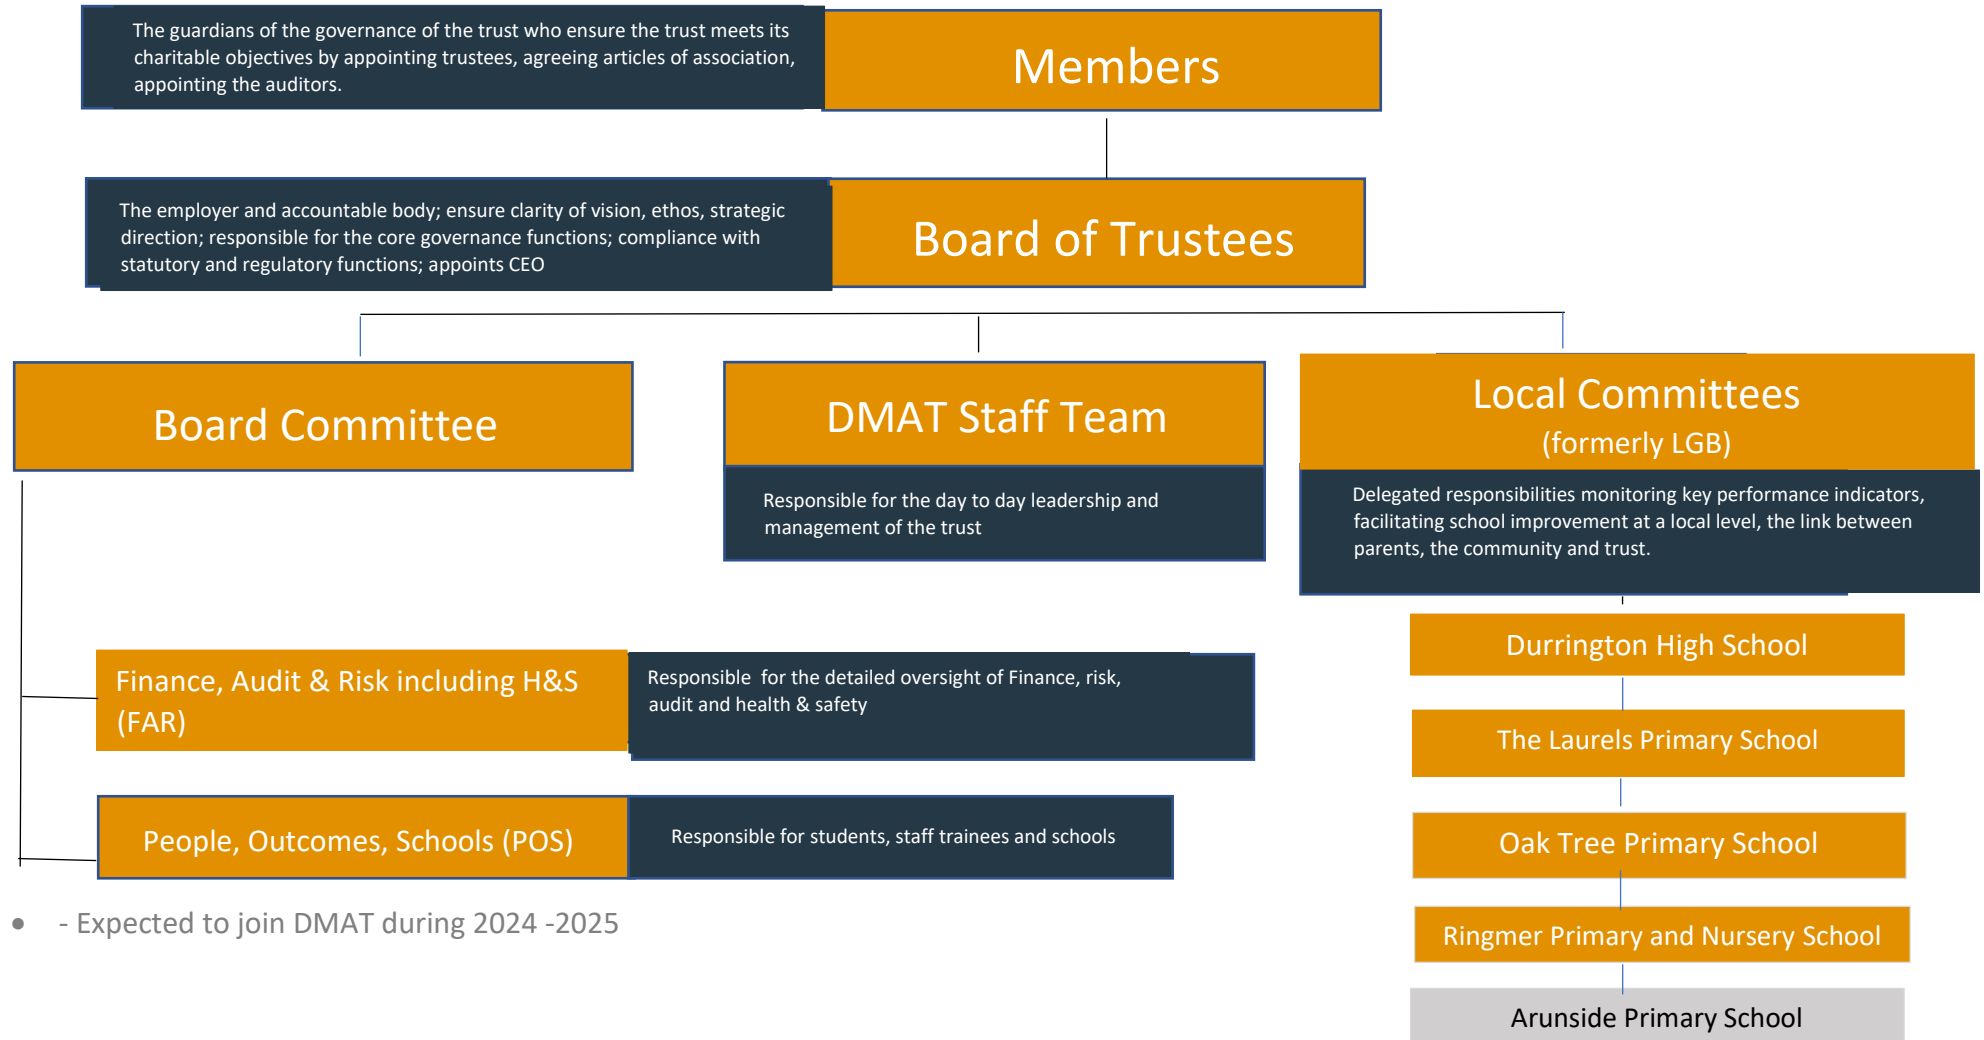 The guardians of the governance of the trust who ensure the trust meets its
charitable objectives by appointing trustees, agreeing articles of association,
appointing the auditors.
Members
The employer and accountable body; ensure clarity of vision, ethos, strategic
direction; responsible for the core governance functions; compliance with
statutory and regulatory functions; appoints CEO
Board of Trustees
Board Committee
DMAT Staff Team
Responsible for the day to day leadership and
management of the trust
Local Committees
(formerly LGB)
Delegated responsibilities monitoring key performance indicators,
facilitating school improvement at a local level, the link between
parents, the community and trust.
Finance, Audit & Risk including H&S
(FAR)
Responsible for the detailed oversight of Finance, risk,
audit and health & safety
People, Outcomes, Schools (POS)
Responsible for students, staff trainees and schools
• - Expected to join DMAT during 2024 -2025
Durrington High School
The Laurels Primary School
Oak Tree Primary School
Ringmer Primary and Nursery School
Arunside Primary School